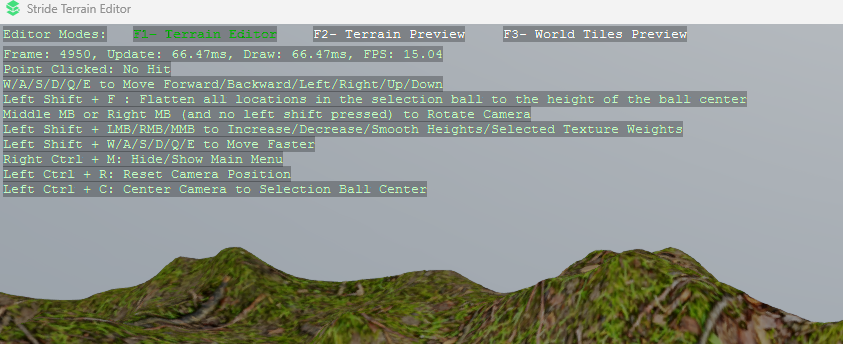 Stride Terrain Editor
Editor Modes: F1- Terrain Editor F2- Terrain Preview F3- World Tiles Preview
Frame: 4950, Update: 66.47ms, Draw: 66.47ms, FPS: 15.04
Point Clicked: No Hit
W/A/S/D/Q/E to Move Forward/Backward/Left/Right/Up/Down
Left Shift + F : Flatten all locations in the selection ball to the height of the ball center
Middle MB or Right MB (and no left shift pressed) to Rotate Camera
Left Shift + LMB/RMB/MMB to Increase/Decrease/Smooth Heights/Selected Texture Weights
Left Shift + W/A/S/D/Q/E to Move Faster
Right Ctrl + M: Hide/Show Main Menu
Left Ctrl + R: Reset Camera Position
Left Ctrl + C: Center Camera to Selection Ball Center